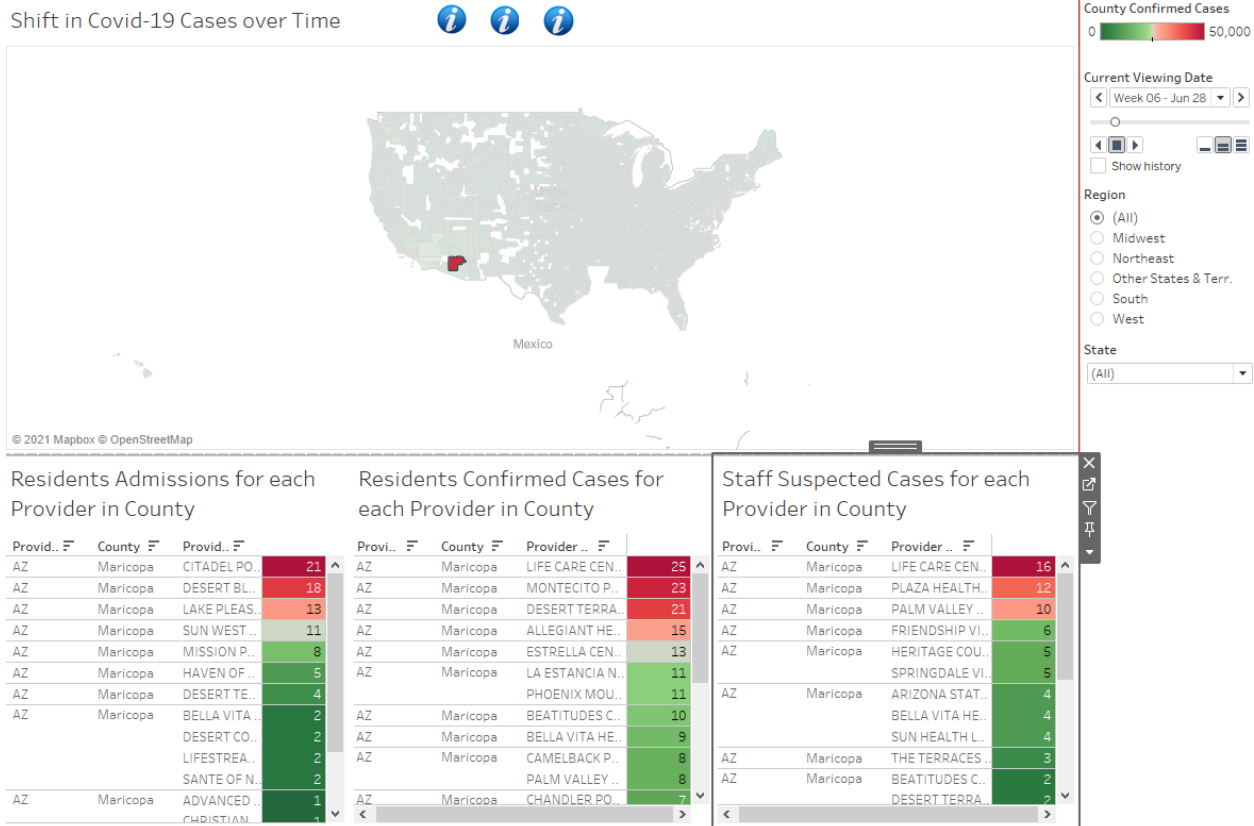 Shift in Covid-19 Cases over Time
i i i
Mexico
© 2021 Mapbox © OpenStreetMap
County Confirmed Cases
0 50,000
Current Viewing Date
Week 06 - Jun 28
Show history
Region
(All)
Midwest
Northeast
Other States & Terr.
South
West
State
(All)
Residents Admissions for each
Provider in County
Provid.. County Provid..
AZ Maricopa CITADEL PO.. 21
AZ Maricopa DESERT BL.. 18
AZ Maricopa LAKE PLEAS.. 13
AZ Maricopa SUN WEST .. 11
AZ Maricopa MISSION P.. 8
AZ Maricopa HAVEN OF .. 5
AZ Maricopa DESERT TE.. 4
AZ Maricopa BELLA VITA .. 2
DESERT CO.. 2
LIFESTREA.. 2
SANTE OF N.. 2
AZ Maricopa ADVANCED .. 1
CHRISTIAN 1
Residents Confirmed Cases for
each Provider in County
Provi.. County Provider ..
AZ Maricopa LIFE CARE CEN.. 25
AZ Maricopa MONTECITO P.. 23
AZ Maricopa DESERT TERRA.. 21
AZ Maricopa ALLEGIANT HE.. 15
AZ Maricopa ESTRELLA CEN.. 13
AZ Maricopa LA ESTANCIA N.. 11
PHOENIX MOU.. 11
AZ Maricopa BEATITUDES C.. 10
AZ Maricopa BELLA VITA HE.. 9
AZ Maricopa CAMELBACK P.. 8
PALM VALLEY .. 8
AZ Maricopa CHANDLER PO.. 7
Staff Suspected Cases for each
Provider in County
Provi.. County Provider ..
AZ Maricopa LIFE CARE CEN.. 16
AZ Maricopa PLAZA HEALTH.. 12
AZ Maricopa PALM VALLEY .. 10
AZ Maricopa FRIENDSHIP VI.. 6
AZ Maricopa HERITAGE COU.. 5
SPRINGDALE VI.. 5
AZ Maricopa ARIZONA STAT.. 4
BELLA VITA HE.. 4
SUN HEALTH L.. 4
AZ Maricopa THE TERRACES .. 3
AZ Maricopa BEATITUDES C.. 2
DESERT TERRA.. 2